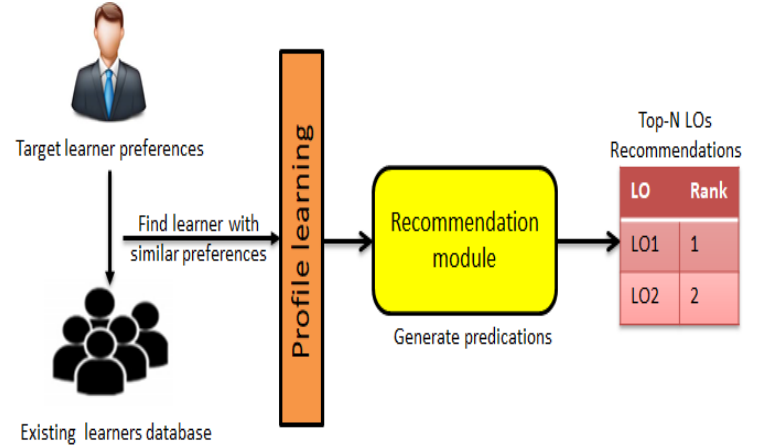 Target learner preferences
Find learner with
similar preferences
Existing learners database
Profile learning
Recommendation
module
Generate predications
Top-N LOs
Recommendations
LO Rank
LO1 1
LO2 2